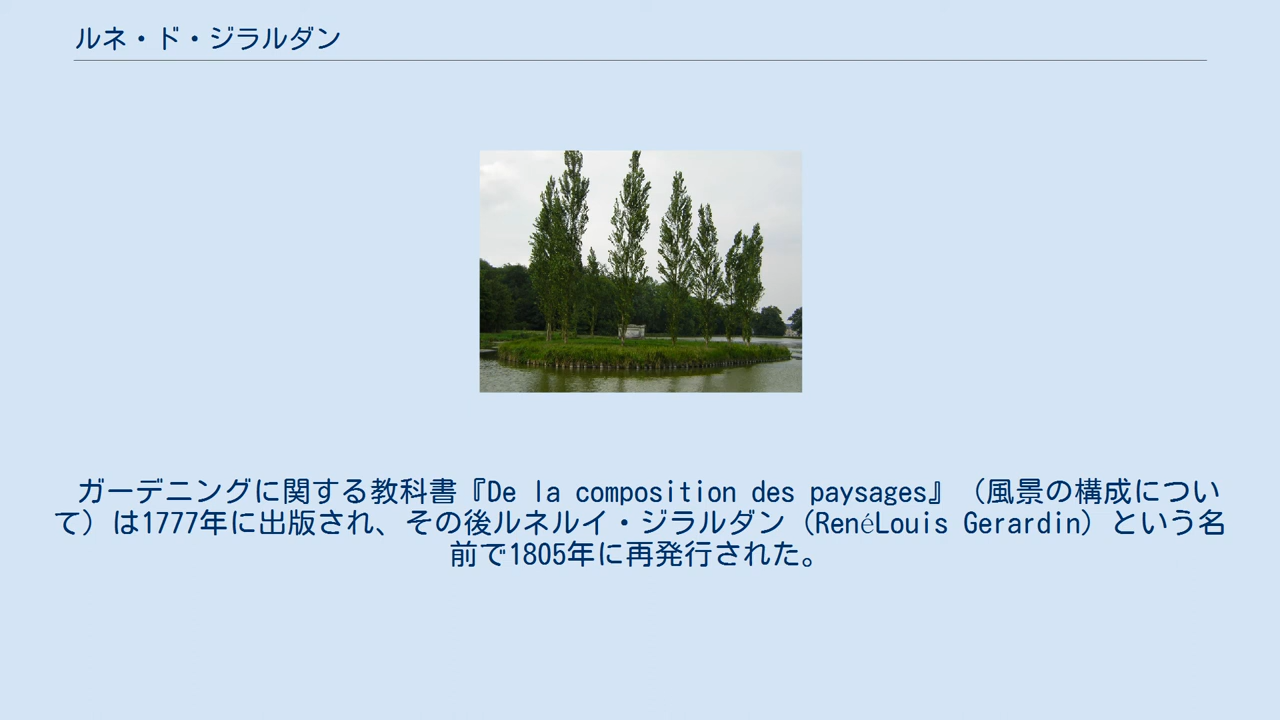 ルネ・ド・ジラルダン
ガーデニングに関する教科書『De la composition des paysages』（風景の構成につい
て）は1777年に出版され、その後ルネルイ・ジラルダン（RenéLouis Gerardin）という名
前で1805年に再発行された。